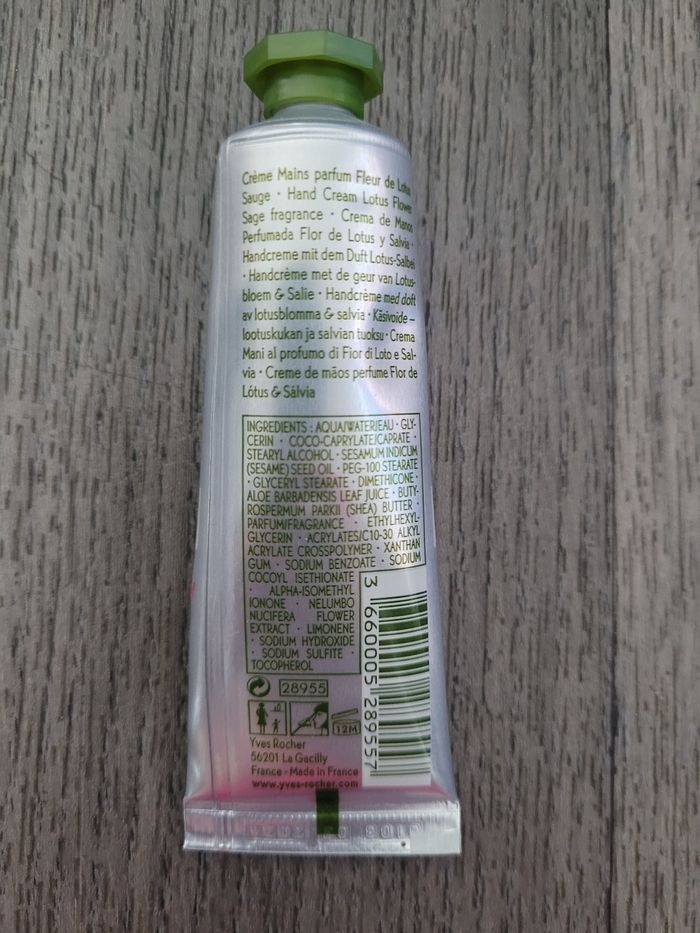 Crème Mains parfum Fleur de Lotus
Sauge • Hand Cream Lotus Flower
Sage fragrance • Crema de Manos
Perfumada Flor de Lotus y Salvia •
Handcreme mit dem Duft Lotus-Salbei
• Handcrème met de geur van Lotus-
bloem & Salie • Handcrème med doft
av lotusblomma & salvia • Käsivoide –
lootuskukan ja salvian tuoksu • Crema
Mani al profumo di Fior di Loto e Sal-
via • Creme de mãos perfume Flor de
Lótus & Sálvia
INGREDIENTS : AQUA/WATER/EAU • GLY-
CERIN • COCO-CAPRYLATE/CAPRATE •
STEARYL ALCOHOL • SESAMUM INDICUM
(SESAME) SEED OIL • PEG-100 STEARATE
• GLYCERYL STEARATE • DIMETHICONE •
ALOE BARBADENSIS LEAF JUICE • BUTY-
ROSPERMUM PARKII (SHEA) BUTTER •
PARFUM/FRAGRANCE • ETHYLHEXYL-
GLYCERIN • ACRYLATES/C10-30 ALKYL
ACRYLATE CROSSPOLYMER • XANTHAN
GUM • SODIUM BENZOATE • SODIUM
COCOYL ISETHIONATE
• ALPHA-ISOMETHYL
IONONE • NELUMBO
NUCIFERA FLOWER
EXTRACT • LIMONENE
• SODIUM HYDROXIDE
• SODIUM SULFITE •
TOCOPHEROL
3 660005 289557
28955
12M
Yves Rocher
56201 La Gacilly
France - Made in France
www.yves-rocher.com